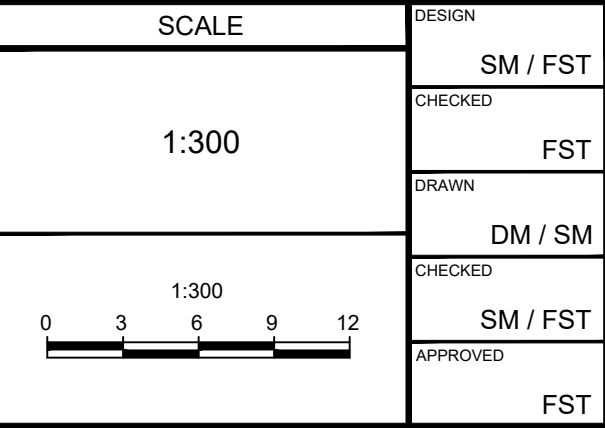 SCALE
1:300
1:300
0 3 6 9 12
DESIGN
SM / FST
CHECKED
FST
DRAWN
DM / SM
CHECKED
SM / FST
APPROVED
FST